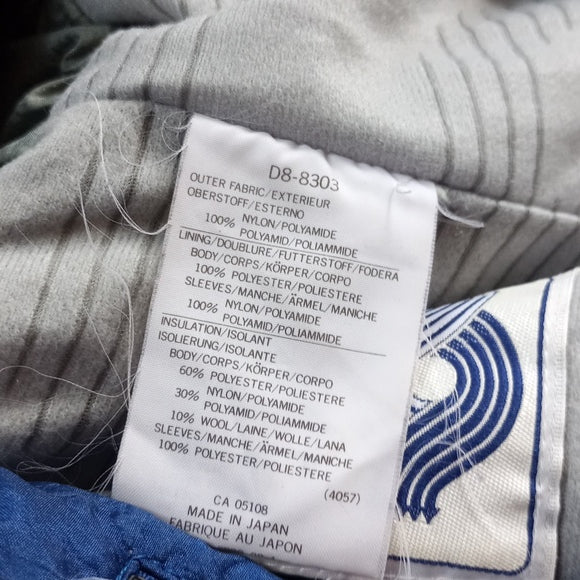 D8-8303
OUTER FABRIC/EXTERIEUR
OBERSTOFF/ESTERNO
100% NYLON/POLYAMIDE
POLYAMID/POLIAMMIDE
LINING/DOUBLURE/FUTTERSTOFF/FODERA
BODY/CORPS/KÖRPER/CORPO
100% POLYESTER/POLIESTERE
SLEEVES/MANCHE/ÄRMEL/MANICHE
100% NYLON/POLYAMIDE
POLYAMID/POLIAMMIDE
INSULATION/ISOLANT
ISOLIERUNG/ISOLANTE
BODY/CORPS/KÖRPER/CORPO
60% POLYESTER/POLIESTERE
30% NYLON/POLYAMIDE
POLYAMID/POLIAMMIDE
10% WOOL/LAINE/WOLLE/LANA
SLEEVES/MANCHE/ÄRMEL/MANICHE
100% POLYESTER/POLIESTERE
(4057)
CA 05108
MADE IN JAPAN
FABRIQUE AU JAPON